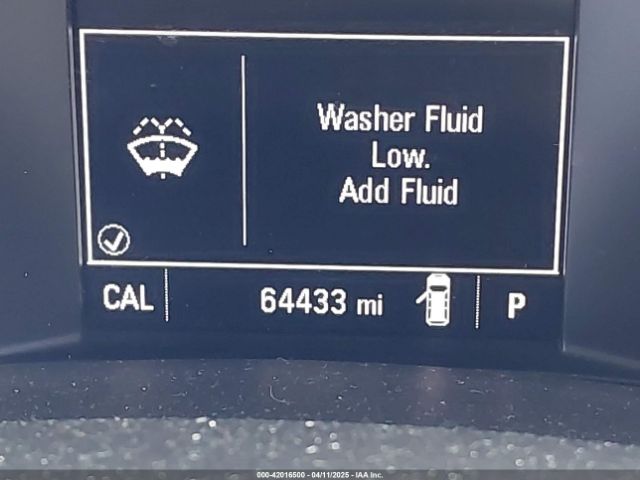 Washer Fluid
Low.
Add Fluid
CAL 64433 mi P
000-42016500 - 04/11/2025 - IAA Inc.